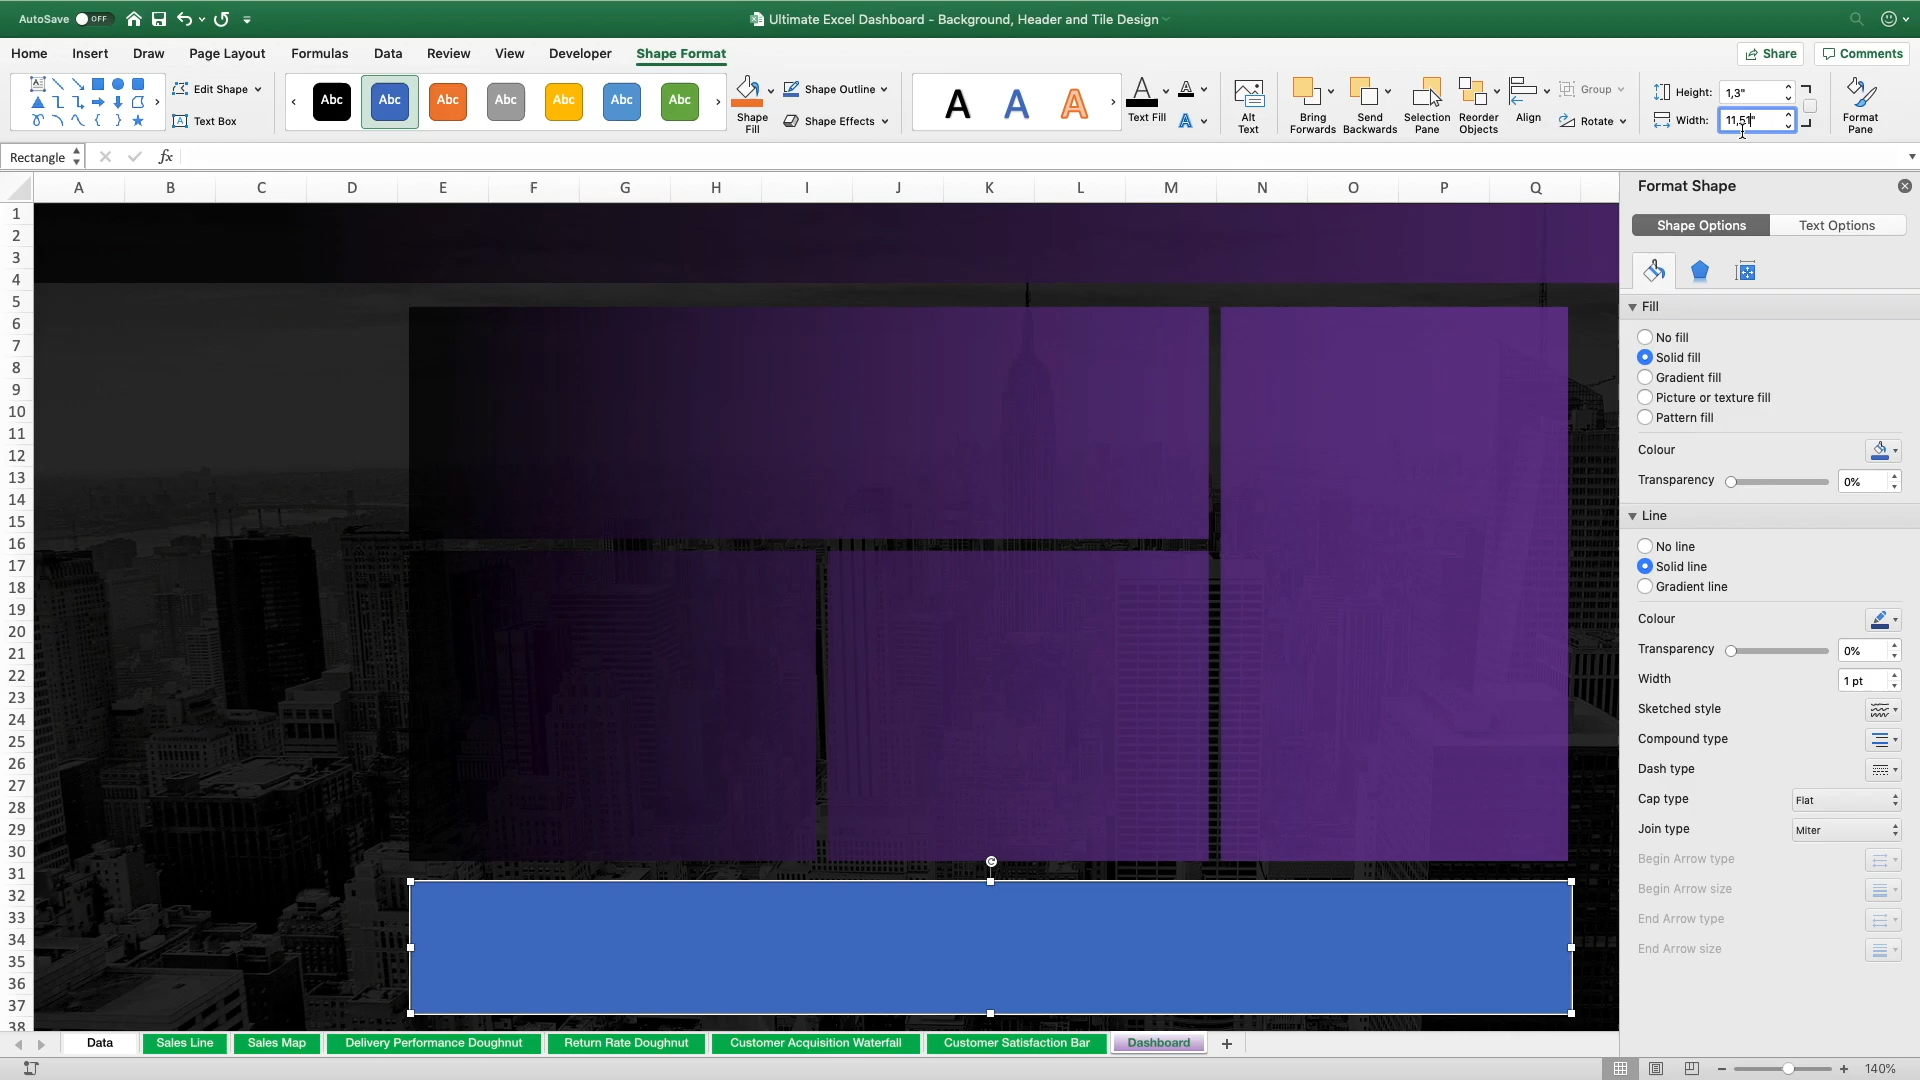 AutoSave OFF Ultimate Excel Dashboard - Background, Header and Tile Design
Home Insert Draw Page Layout Formulas Data Review View Developer Shape Format Share Comments
Edit Shape
Text Box
Abc Abc Abc Abc Abc Abc Abc
Shape Fill
Shape Outline
Shape Effects
A A A
A
Text Fill
A
A
Alt Text
Bring Forwards
Send Backwards
Selection Pane
Reorder Objects
Align
Group
Rotate
Height: 1,3"
Width: 11,51"
Format Pane
Rectangle fx
A B C D E F G H I J K L M N O P Q
1
2
3
4
5
6
7
8
9
10
11
12
13
14
15
16
17
18
19
20
21
22
23
24
25
26
27
28
29
30
31
32
33
34
35
36
37
38
Format Shape
Shape Options Text Options
Fill
No fill
Solid fill
Gradient fill
Picture or texture fill
Pattern fill
Colour
Transparency 0%
Line
No line
Solid line
Gradient line
Colour
Transparency 0%
Width 1 pt
Sketched style
Compound type
Dash type
Cap type Flat
Join type Miter
Begin Arrow type
Begin Arrow size
End Arrow type
End Arrow size
Data Sales Line Sales Map Delivery Performance Doughnut Return Rate Doughnut Customer Acquisition Waterfall Customer Satisfaction Bar Dashboard +
140%